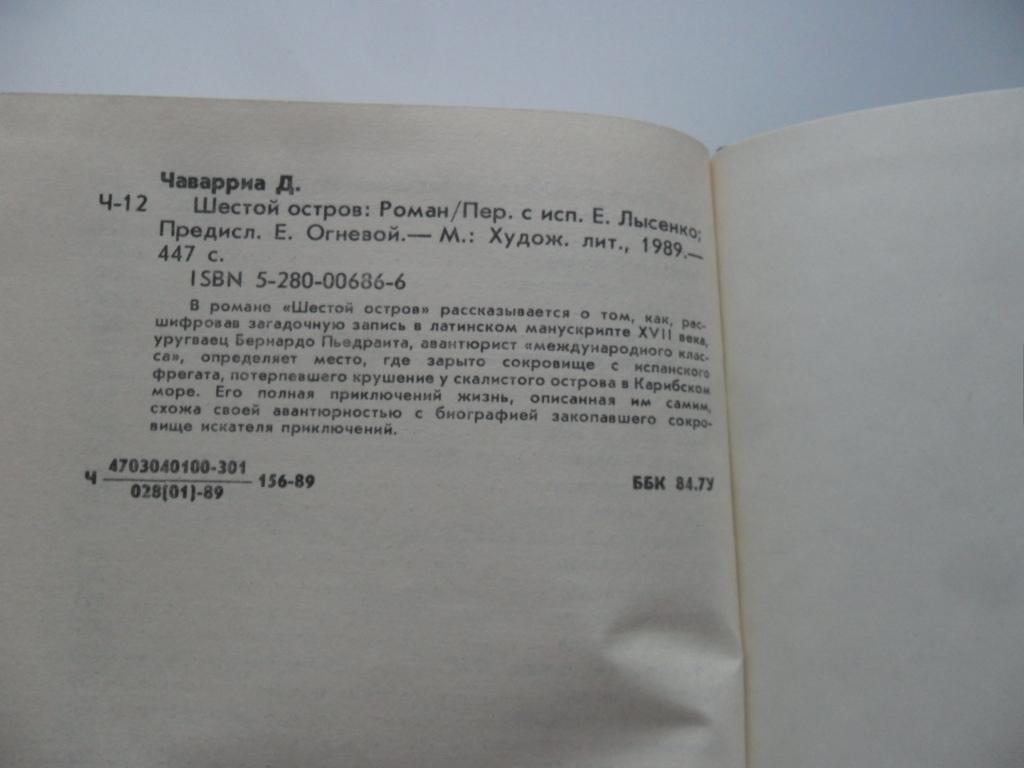 Чаварриа Д.
Ч-12 Шестой остров: Роман/Пер. с исп. Е. Лысенко;
Предисл. Е. Огневой.— М.: Худож. лит., 1989.—
447 с.
ISBN 5-280-00686-6
В романе «Шестой остров» рассказывается о том, как, рас-
шифровав загадочную запись в латинском манускрипте XVII века,
уругваец Бернардо Пьедраита, авантюрист «международного клас-
са», определяет место, где зарыто сокровище с испанского
фрегата, потерпевшего крушение у скалистого острова в Карибском
море. Его полная приключений жизнь, описанная им самим,
схожа своей авантюрностью с биографией закопавшего сокро-
вище искателя приключений.
Ч 4703040100-301
028(01)-89
156-89 ББК 84.7У